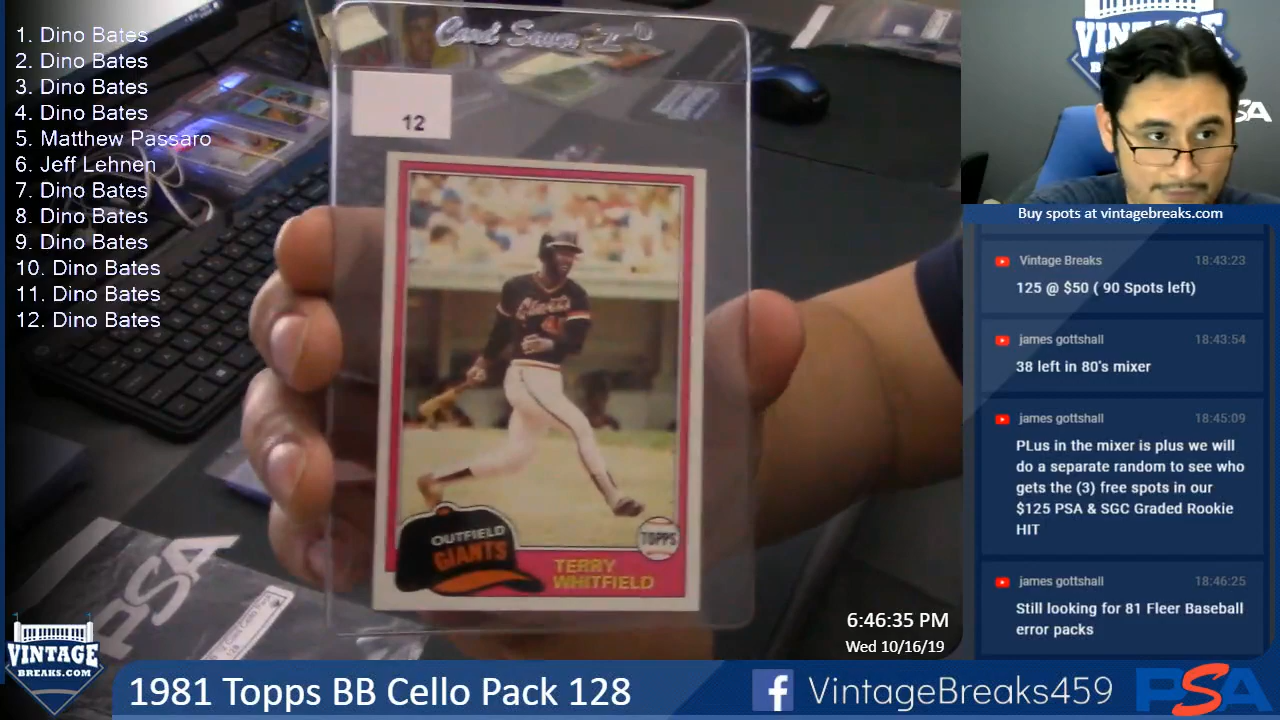 1. Dino Bates
2. Dino Bates
3. Dino Bates
4. Dino Bates
5. Matthew Passaro
6. Jeff Lehnen
7. Dino Bates
8. Dino Bates
9. Dino Bates
10. Dino Bates
11. Dino Bates
12. Dino Bates
Card Saver I
12
Giants
OUTFIELD
GIANTS
TERRY
WHITFIELD
TOPPS
PSA
VINTAGE
SA
Buy spots at vintagebreaks.com
Vintage Breaks 18:43:23
125 @ $50 ( 90 Spots left)
james gottshall 18:43:54
38 left in 80's mixer
james gottshall 18:45:09
PLus in the mixer is plus we will
do a separate random to see who
gets the (3) free spots in our
$125 PSA & SGC Graded Rookie
HIT
james gottshall 18:46:25
Still looking for 81 Fleer Baseball
error packs
6:46:35 PM
Wed 10/16/19
VINTAGE
BREAKS.COM
1981 Topps BB Cello Pack 128
f VintageBreaks459
PSA